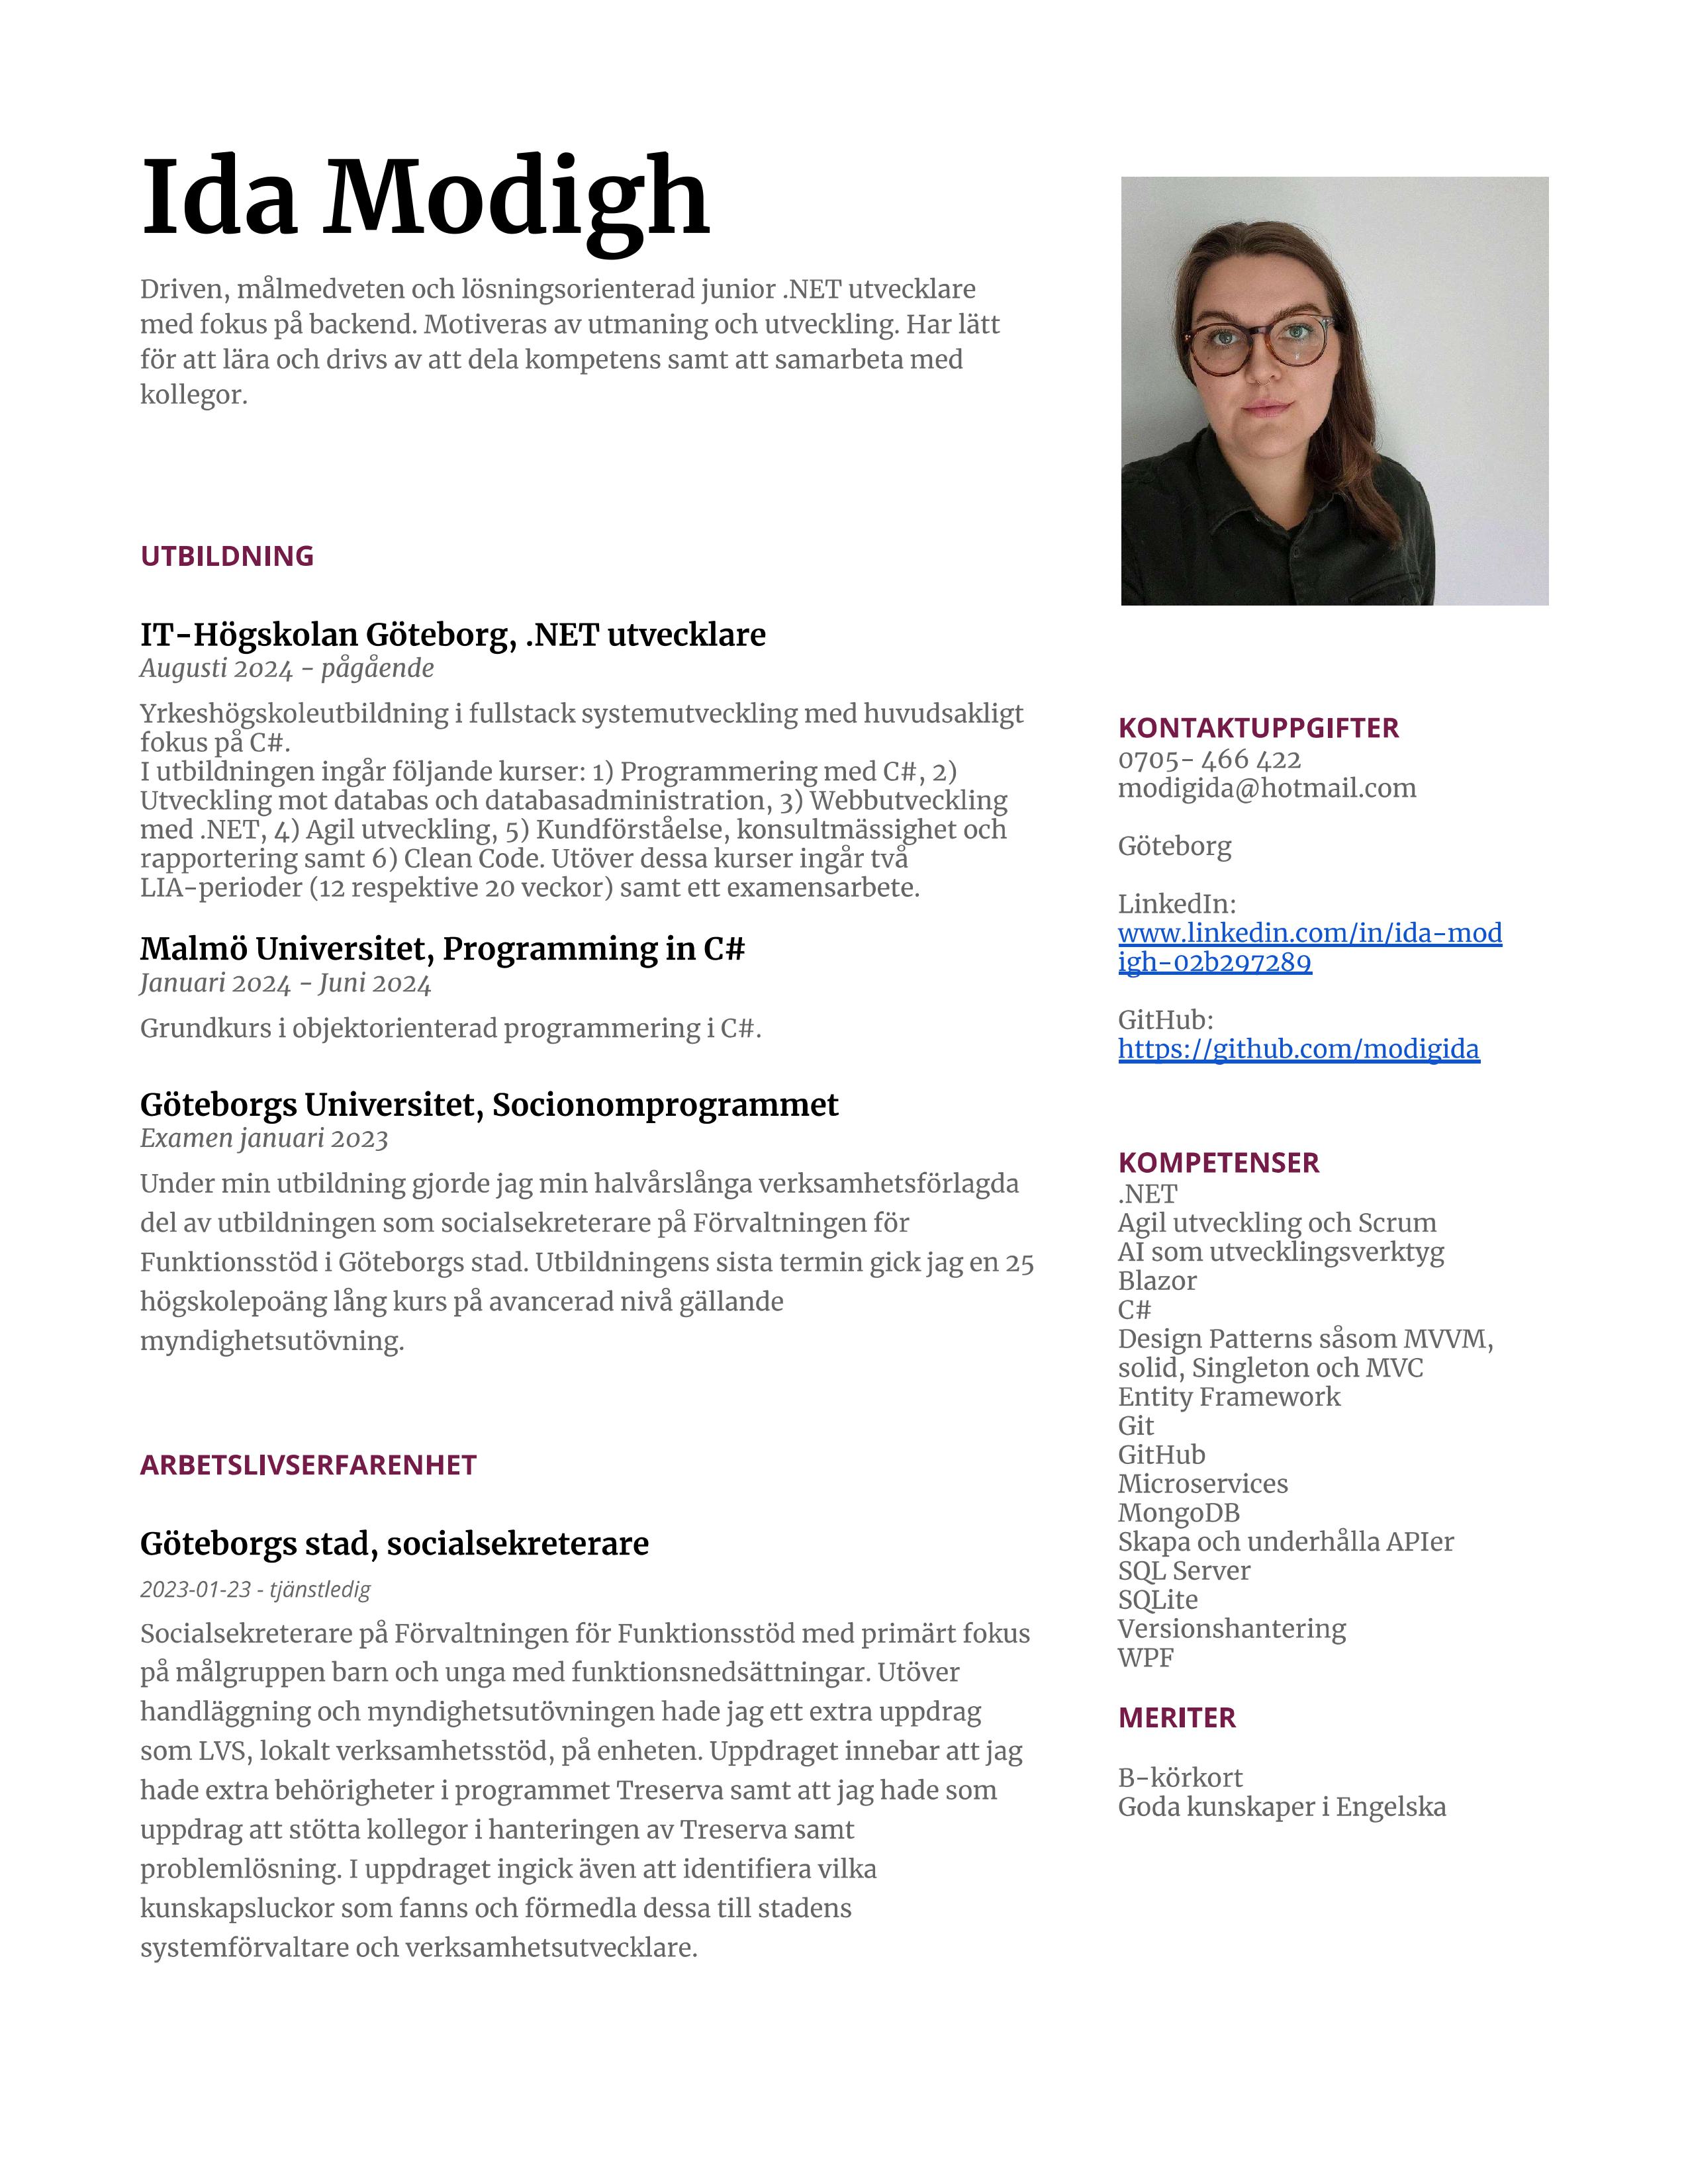 Ida Modigh
Driven, målmedveten och lösningsorienterad junior .NET utvecklare
med fokus på backend. Motiveras av utmaning och utveckling. Har lätt
för att lära och drivs av att dela kompetens samt att samarbeta med
kollegor.
UTBILDNING
IT-Högskolan Göteborg, .NET utvecklare
Augusti 2024 - pågående
Yrkeshögskoleutbildning i fullstack systemutveckling med huvudsakligt
fokus på C#.
I utbildningen ingår följande kurser: 1) Programmering med C#, 2)
Utveckling mot databas och databasadministration, 3) Webbutveckling
med .NET, 4) Agil utveckling, 5) Kundförståelse, konsultmässighet och
rapportering samt 6) Clean Code. Utöver dessa kurser ingår två
LIA-perioder (12 respektive 20 veckor) samt ett examensarbete.
Malmö Universitet, Programming in C#
Januari 2024 - Juni 2024
Grundkurs i objektorienterad programmering i C#.
Göteborgs Universitet, Socionomprogrammet
Examen januari 2023
Under min utbildning gjorde jag min halvårslånga verksamhetsförlagda
del av utbildningen som socialsekreterare på Förvaltningen för
Funktionsstöd i Göteborgs stad. Utbildningens sista termin gick jag en 25
högskolepoäng lång kurs på avancerad nivå gällande
myndighetsutövning.
ARBETSLIVSERFARENHET
Göteborgs stad, socialsekreterare
2023-01-23 - tjänstledig
Socialsekreterare på Förvaltningen för Funktionsstöd med primärt fokus
på målgruppen barn och unga med funktionsnedsättningar. Utöver
handläggning och myndighetsutövningen hade jag ett extra uppdrag
som LVS, lokalt verksamhetsstöd, på enheten. Uppdraget innebar att jag
hade extra behörigheter i programmet Treserva samt att jag hade som
uppdrag att stötta kollegor i hanteringen av Treserva samt
problemlösning. I uppdraget ingick även att identifiera vilka
kunskapsluckor som fanns och förmedla dessa till stadens
systemförvaltare och verksamhetsutvecklare.
KONTAKTUPPGIFTER
0705- 466 422
modigida@hotmail.com
Göteborg
LinkedIn:
www.linkedin.com/in/ida-mod
igh-02b297289
GitHub:
https://github.com/modigida
KOMPETENSER
.NET
Agil utveckling och Scrum
AI som utvecklingsverktyg
Blazor
C#
Design Patterns såsom MVVM,
solid, Singleton och MVC
Entity Framework
Git
GitHub
Microservices
MongoDB
Skapa och underhålla APIer
SQL Server
SQLite
Versionshantering
WPF
MERITER
B-körkort
Goda kunskaper i Engelska